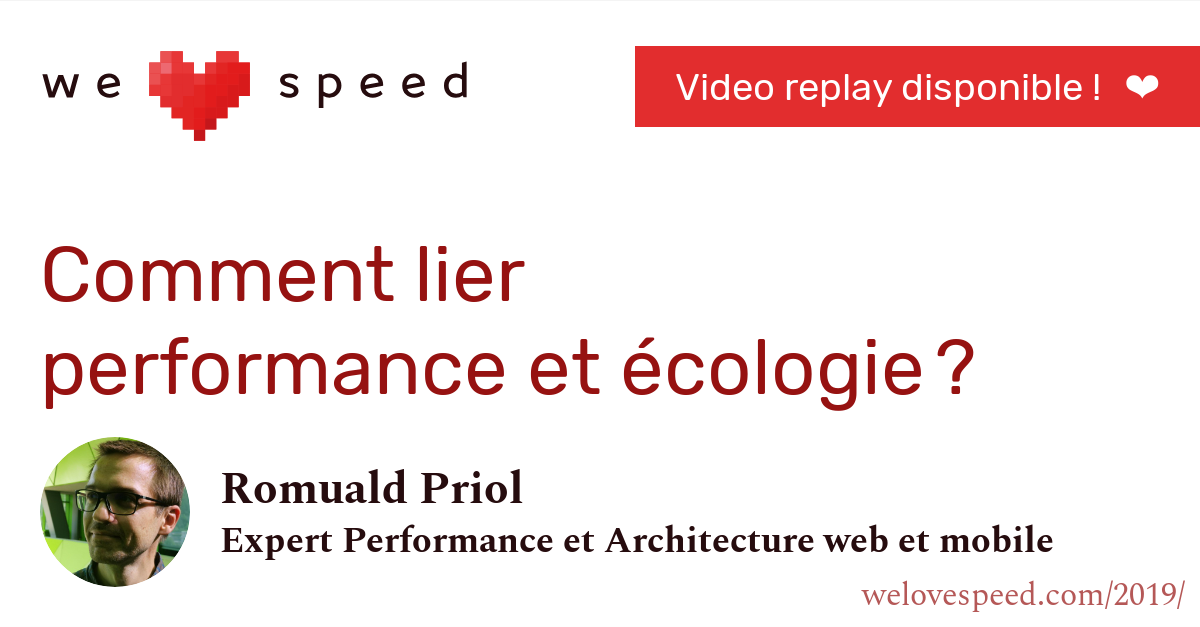 we speed
Video replay disponible ! ❤
Comment lier
performance et écologie ?
Romuald Priol
Expert Performance et Architecture web et mobile
welovespeed.com/2019/